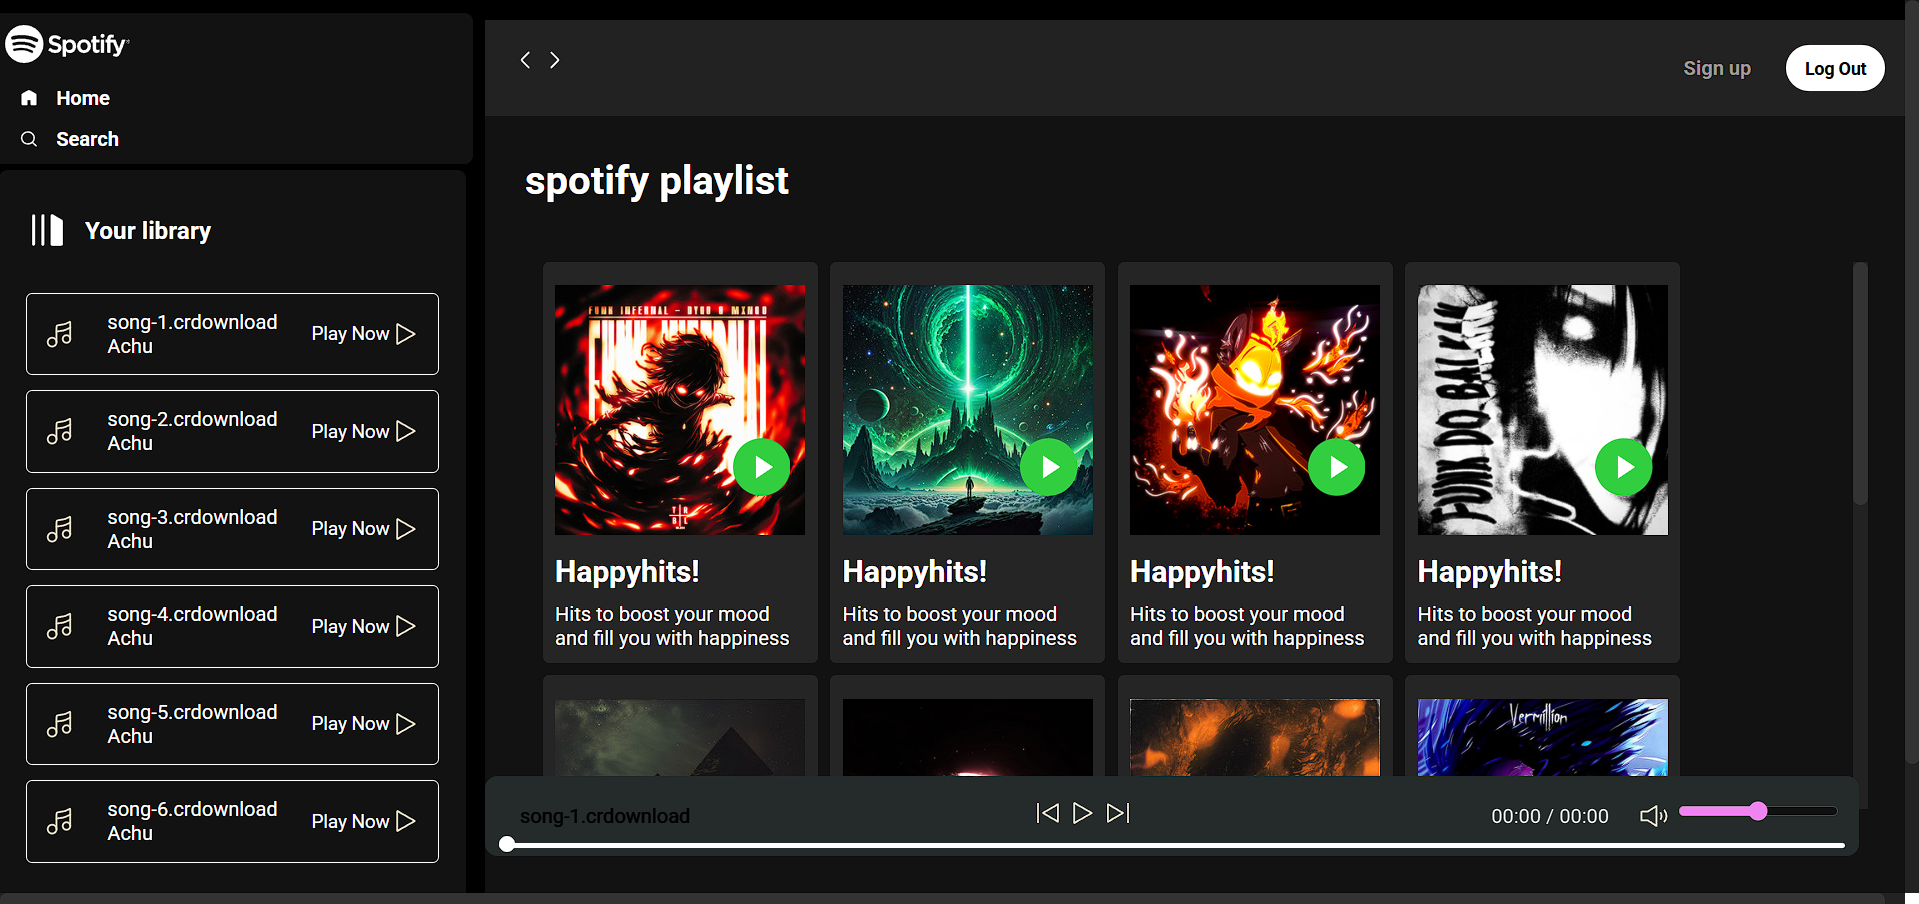 Spotify
Home
Search
Your library
song-1.crdownload
Achu
Play Now
song-2.crdownload
Achu
Play Now
song-3.crdownload
Achu
Play Now
song-4.crdownload
Achu
Play Now
song-5.crdownload
Achu
Play Now
song-6.crdownload
Achu
Play Now
Sign up
Log Out
spotify playlist
FUNK INFERNAL - DYRO & MINGO
Happyhits!
Hits to boost your mood
and fill you with happiness
Happyhits!
Hits to boost your mood
and fill you with happiness
Happyhits!
Hits to boost your mood
and fill you with happiness
FUNK DO BALKAN
Happyhits!
Hits to boost your mood
and fill you with happiness
Vermillion
song-1.crdownload
00:00 / 00:00